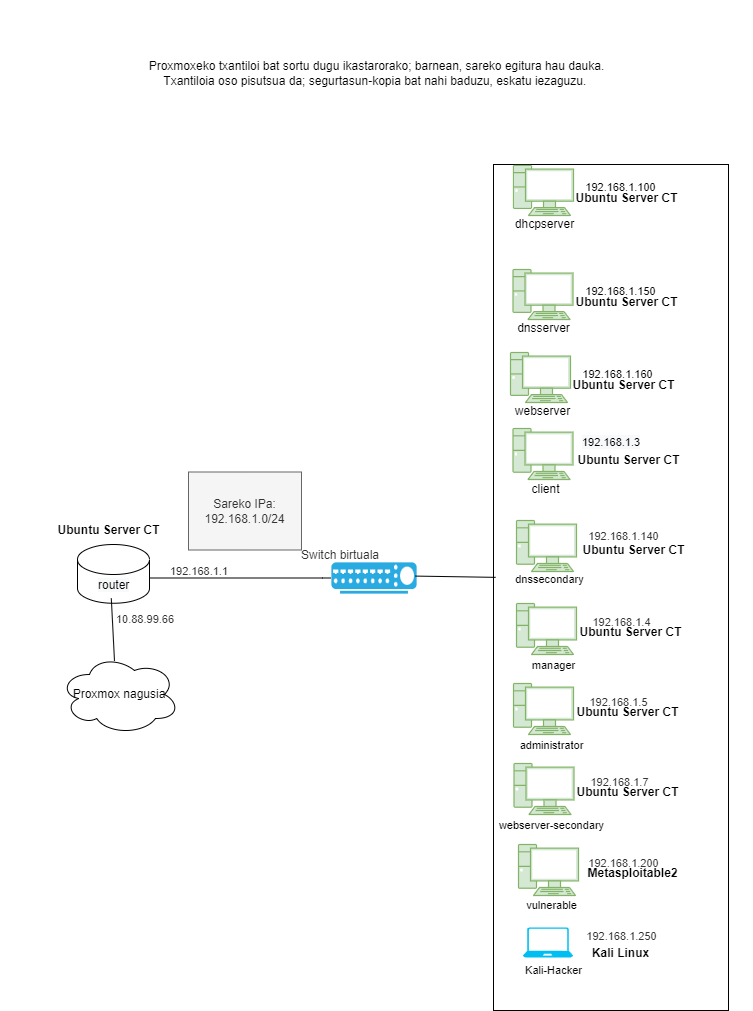 Proxmoxeko txantiloi bat sortu dugu ikastarorako; barnean, sareko egitura hau dauka.
Txantiloia oso pisutsua da; segurtasun-kopia bat nahi baduzu, eskatu iezaguzu.
192.168.1.100
Ubuntu Server CT
dhcpserver
192.168.1.150
Ubuntu Server CT
dnsserver
192.168.1.160
Ubuntu Server CT
webserver
192.168.1.3
Ubuntu Server CT
client
Sareko IPa:
192.168.1.0/24
Ubuntu Server CT
router
192.168.1.1
Switch birtuala
10.88.99.66
Proxmox nagusia
192.168.1.140
Ubuntu Server CT
dnssecondary
192.168.1.4
Ubuntu Server CT
manager
192.168.1.5
Ubuntu Server CT
administrator
192.168.1.7
Ubuntu Server CT
webserver-secondary
192.168.1.200
Metasploitable2
vulnerable
192.168.1.250
Kali Linux
Kali-Hacker